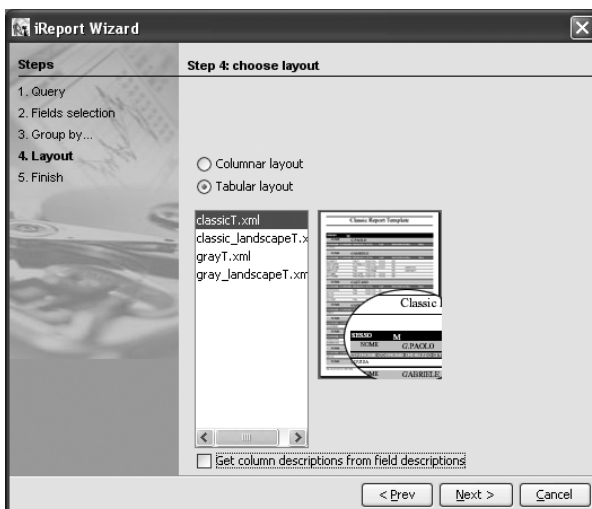 iReport Wizard
Steps
1. Query
2. Fields selection
3. Group by...
4. Layout
5. Finish
Step 4: choose layout
Columnar layout
Tabular layout
classicT.xml
classic_landscapeT.x
grayT.xml
gray_landscapeT.xm
Classic Report Template
Classic
SESSO M
NOME G.PAOLO
NOME GABRIELE
Get column descriptions from field descriptions
< Prev
Next >
Cancel